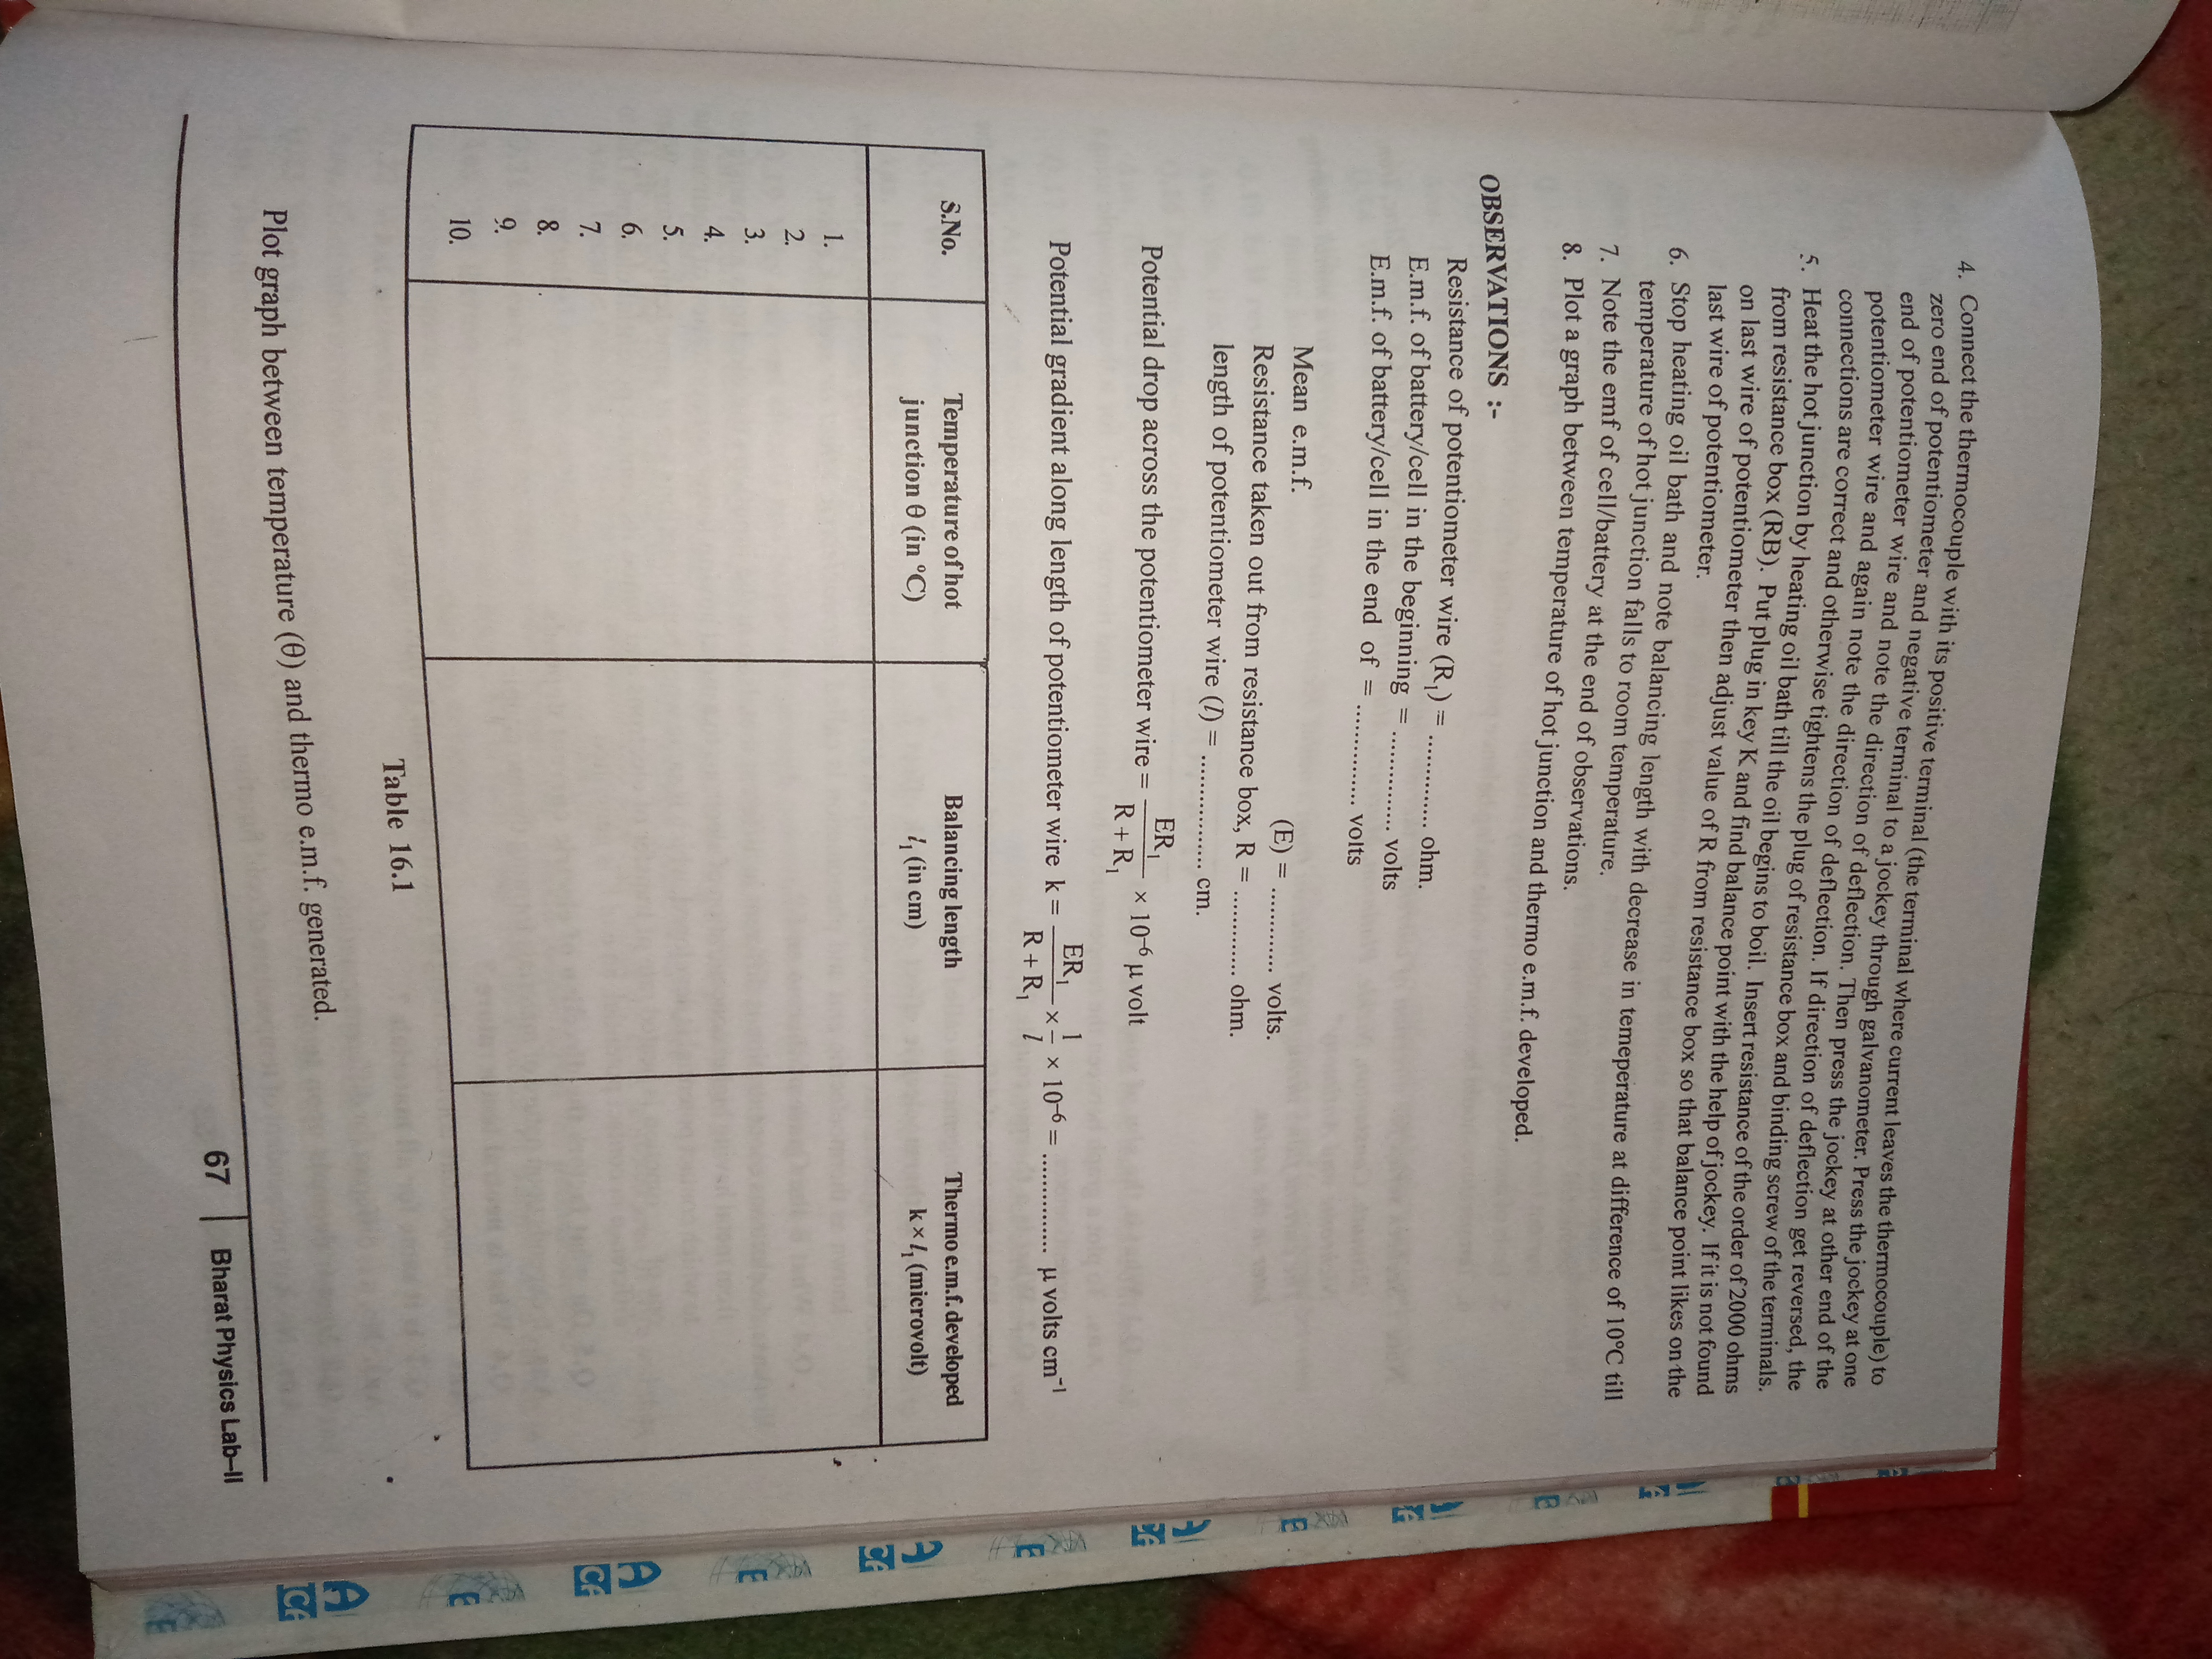 4. Connect the thermocouple with its positive terminal (the terminal where current leaves the thermocouple) to
zero end of potentiometer and negative terminal to a jockey through galvanometer. Press the jockey at one
end of potentiometer wire and note the direction of deflection. Then press the jockey at other end of the
potentiometer wire and again note the direction of deflection. If direction of deflection get reversed, the
connections are correct and otherwise tightens the plug of resistance box and binding screw of the terminals.
5. Heat the hot junction by heating oil bath till the oil begins to boil. Insert resistance of the order of 2000 ohms
from resistance box (RB). Put plug in key K and find balance point with the help of jockey. If it is not found
on last wire of potentiometer then adjust value of R from resistance box so that balance point likes on the
last wire of potentiometer.
6. Stop heating oil bath and note balancing length with decrease in temeperature at difference of 10°C till
temperature of hot junction falls to room temperature.
7. Note the emf of cell/battery at the end of observations.
8. Plot a graph between temperature of hot junction and thermo e.m.f. developed.
OBSERVATIONS :-
Resistance of potentiometer wire (R₁) = .............. ohm.
E.m.f. of battery/cell in the beginning = .............. volts
E.m.f. of battery/cell in the end of = .............. volts
Mean e.m.f. (E) = ............ volts.
Resistance taken out from resistance box, R = ............ ohm.
length of potentiometer wire (l) = ............... cm.
Potential drop across the potentiometer wire = ER₁ / R + R₁ × 10⁻⁶ μ volt
Potential gradient along length of potentiometer wire k = ER₁ / R + R₁ × 1 / l × 10⁻⁶ = .............. μ volts cm⁻¹
S.No. Temperature of hot Balancing length Thermo e.m.f. developed
junction θ (in °C) l₁ (in cm) k × l₁ (microvolt)
1.
2.
3.
4.
5.
6.
7.
8.
9.
10.
Table 16.1
Plot graph between temperature (θ) and thermo e.m.f. generated.
67 Bharat Physics Lab–II